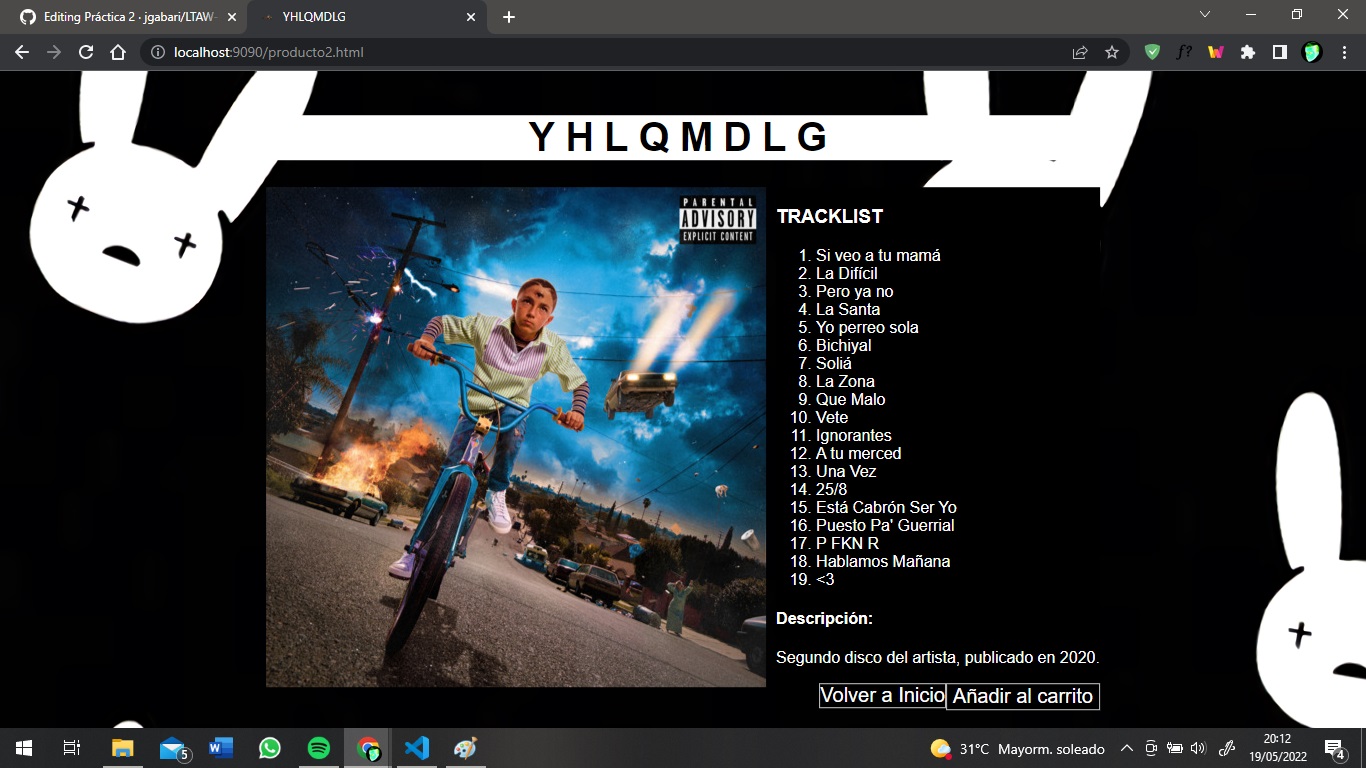 Editing Práctica 2 · jgabari/LTAW-
YHLQMDLG
localhost:9090/producto2.html
f?
Y H L Q M D L G
PARENTAL
ADVISORY
EXPLICIT CONTENT
TRACKLIST
1. Si veo a tu mamá
2. La Difícil
3. Pero ya no
4. La Santa
5. Yo perreo sola
6. Bichiyal
7. Soliá
8. La Zona
9. Que Malo
10. Vete
11. Ignorantes
12. A tu merced
13. Una Vez
14. 25/8
15. Está Cabrón Ser Yo
16. Puesto Pa' Guerrial
17. P FKN R
18. Hablamos Mañana
19. <3
Descripción:
Segundo disco del artista, publicado en 2020.
Volver a Inicio Añadir al carrito
5
31°C Mayorm. soleado
20:12
19/05/2022
4